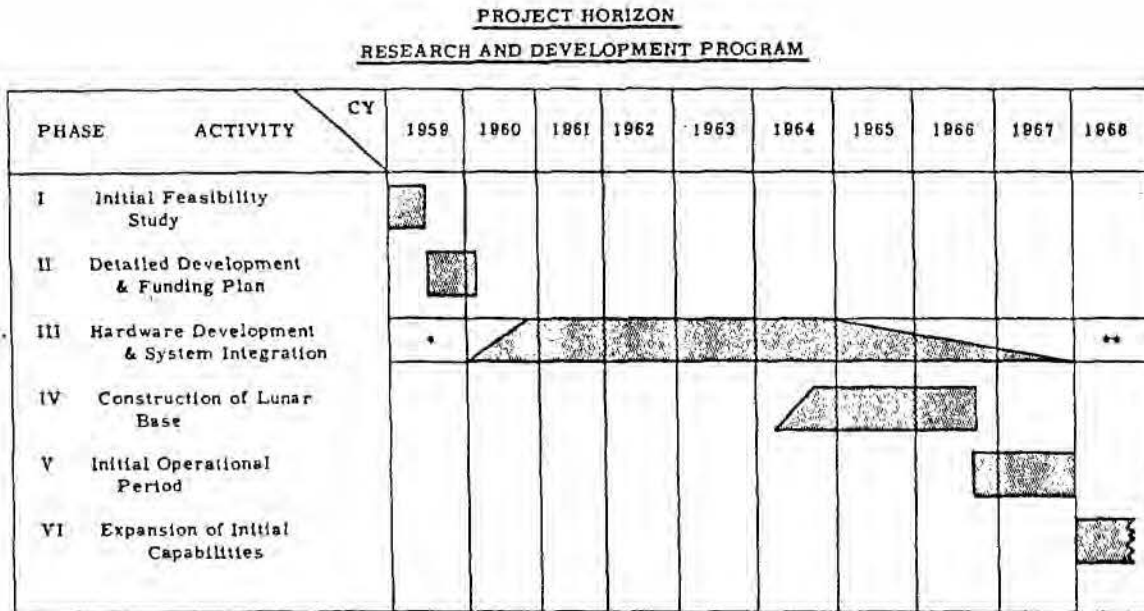 PROJECT HORIZON
RESEARCH AND DEVELOPMENT PROGRAM
CY
PHASE ACTIVITY 1959 1960 1961 1962 1963 1964 1965 1966 1967 1968
I Initial Feasibility
Study
II Detailed Development
& Funding Plan
III Hardware Development * **
& System Integration
IV Construction of Lunar
Base
V Initial Operational
Period
VI Expansion of Initial
Capabilities